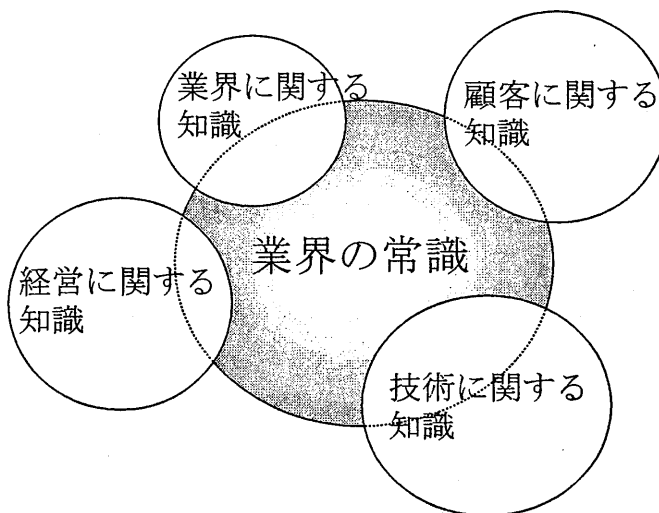 業界に関する
知識
顧客に関する
知識
業界の常識
経営に関する
知識
技術に関する
知識